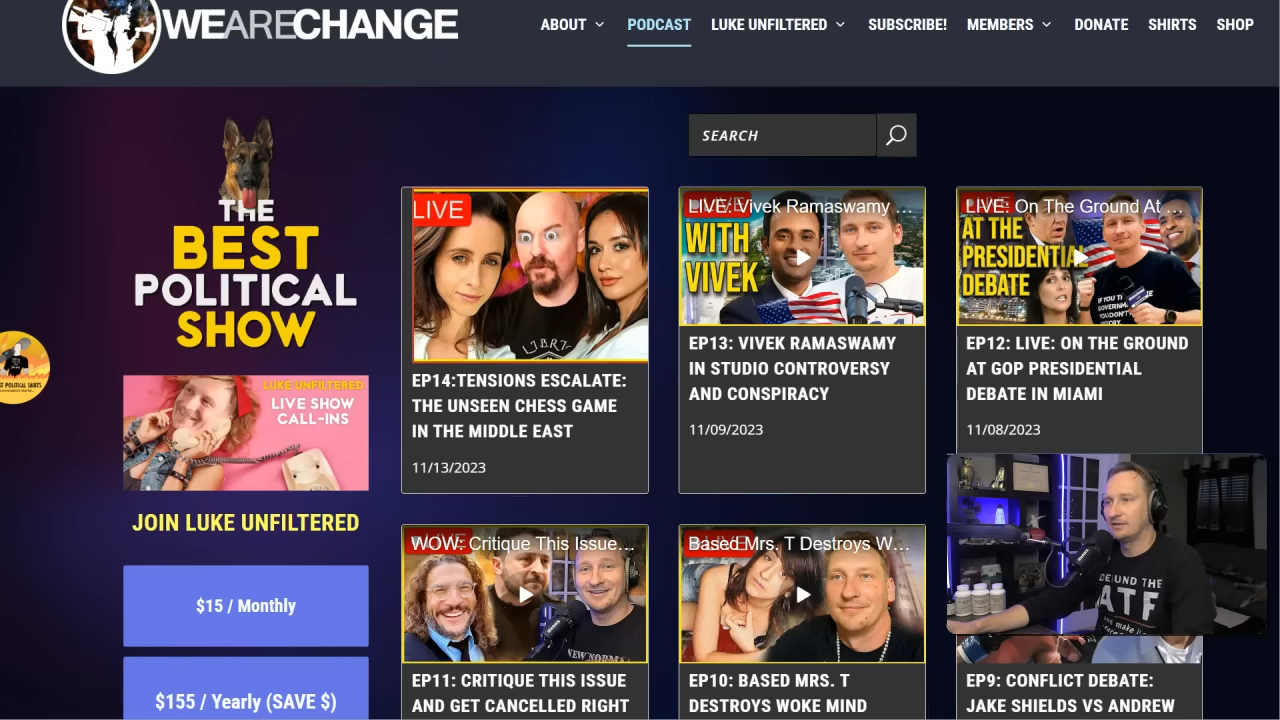 WEARECHANGE
ABOUT
PODCAST
LUKE UNFILTERED
SUBSCRIBE!
MEMBERS
DONATE
SHIRTS
SHOP
SEARCH
THE
BEST
POLITICAL
SHOW
LUKE UNFILTERED
LIVE SHOW
CALL-INS
JOIN LUKE UNFILTERED
$15 / Monthly
$155 / Yearly (SAVE $)
LIVE
EP14:TENSIONS ESCALATE:
THE UNSEEN CHESS GAME
IN THE MIDDLE EAST
11/13/2023
LIVE: Vivek Ramaswamy ...
WITH
VIVEK
EP13: VIVEK RAMASWAMY
IN STUDIO CONTROVERSY
AND CONSPIRACY
11/09/2023
LIVE: On The Ground At
AT THE
PRESIDENTIAL
DEBATE
EP12: LIVE: ON THE GROUND
AT GOP PRESIDENTIAL
DEBATE IN MIAMI
11/08/2023
WOW: Critique This Issue...
NEW NORMAL
EP11: CRITIQUE THIS ISSUE
AND GET CANCELLED RIGHT
Based Mrs. T Destroys W...
EP10: BASED MRS. T
DESTROYS WOKE MIND
DEFUND THE
ATF
EP9: CONFLICT DEBATE:
JAKE SHIELDS VS ANDREW